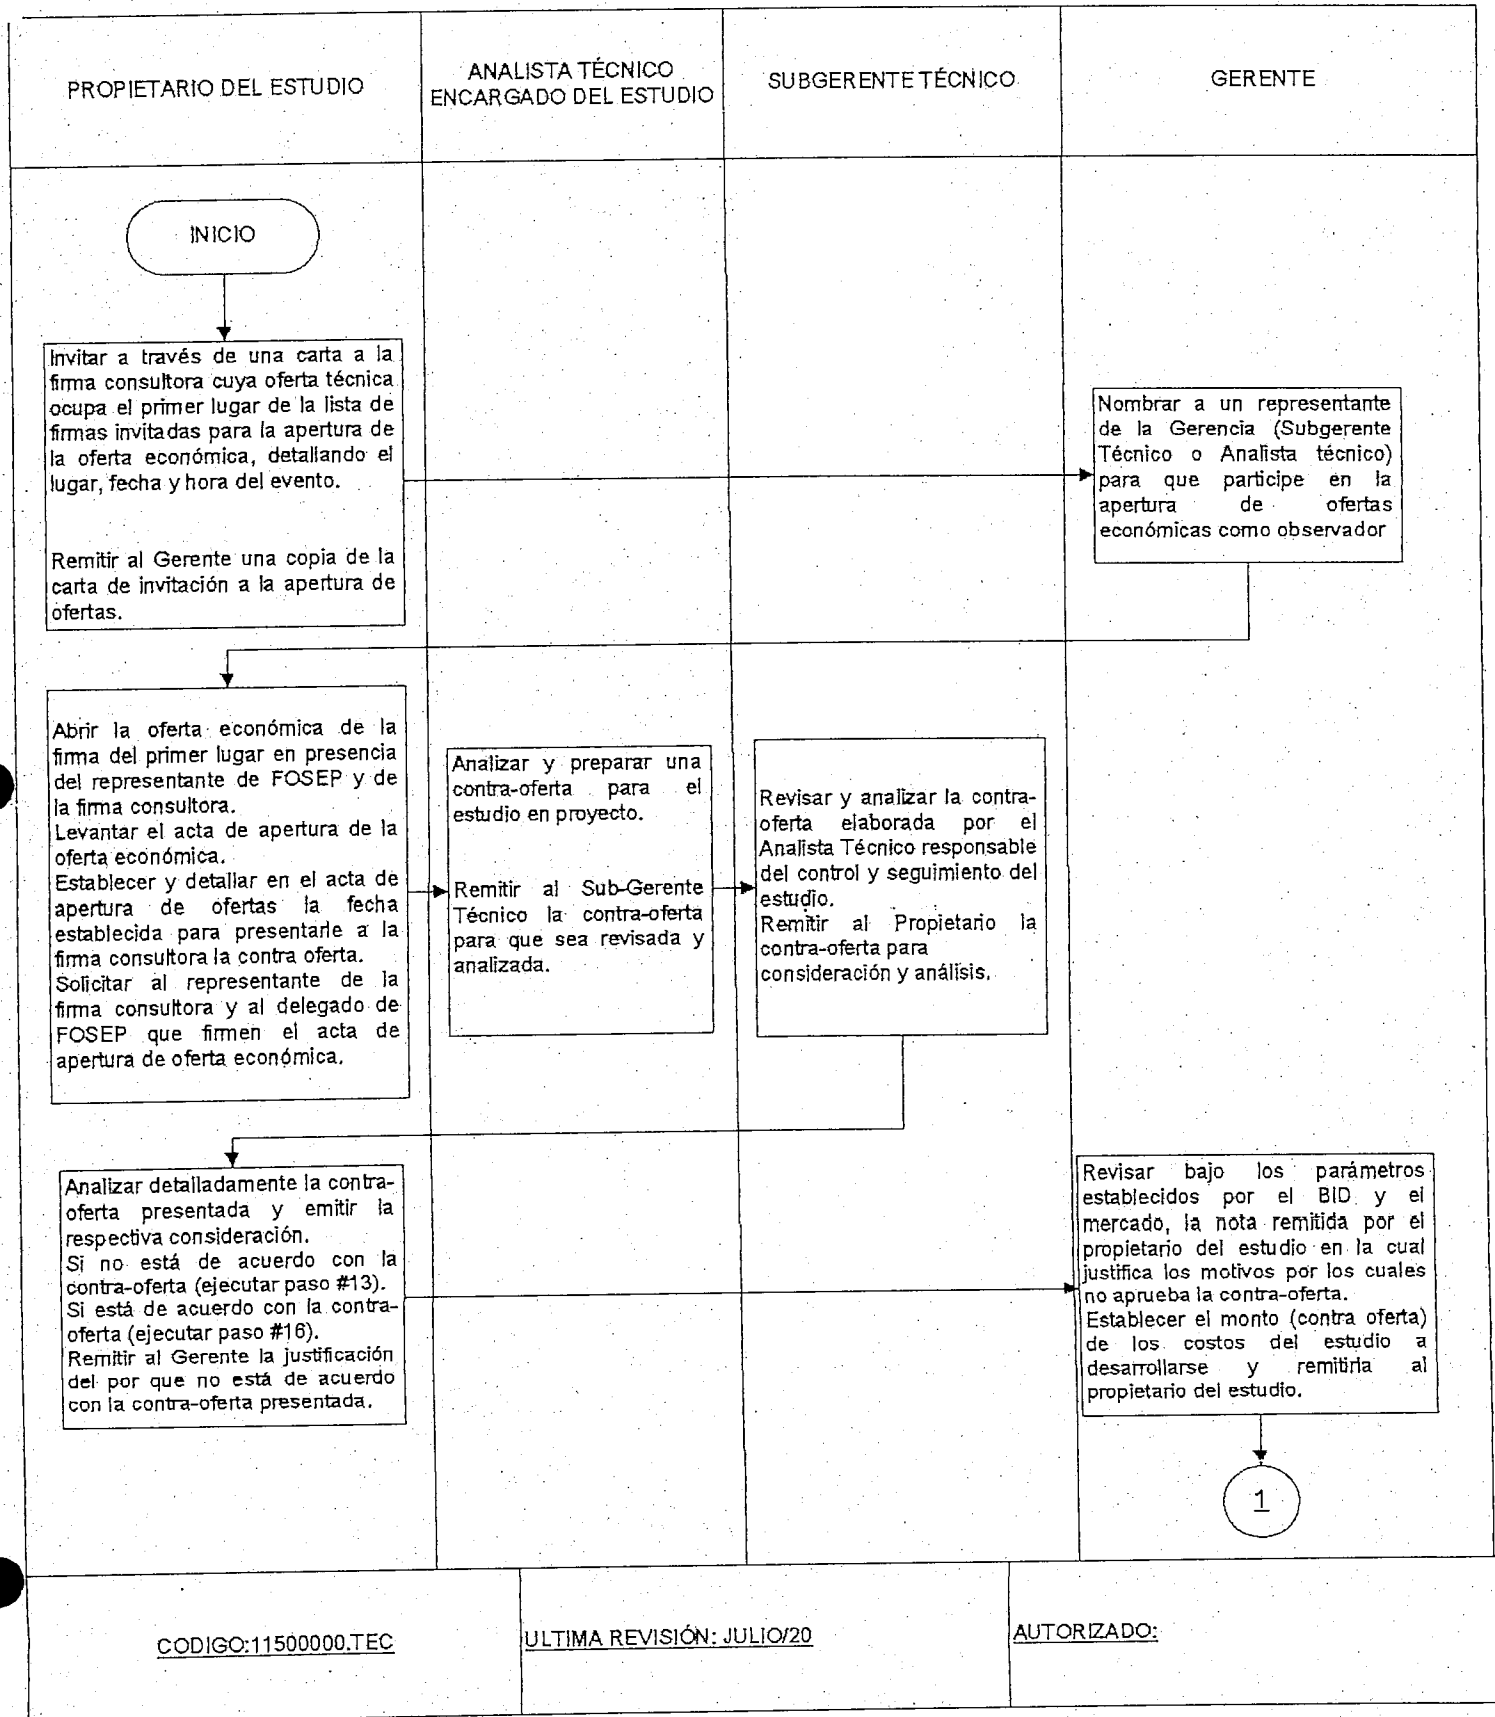 PROPIETARIO DEL ESTUDIO
ANALISTA TÉCNICO
ENCARGADO DEL ESTUDIO
SUBGERENTE TÉCNICO
GERENTE
INICIO
Invitar a través de una carta a la
firma consultora cuya oferta técnica
ocupa el primer lugar de la lista de
firmas invitadas para la apertura de
la oferta económica, detallando el
lugar, fecha y hora del evento.
Remitir al Gerente una copia de la
carta de invitación a la apertura de
ofertas.
Nombrar a un representante
de la Gerencia (Subgerente
Técnico o Analista técnico)
para que participe en la
apertura de ofertas
económicas como observador
Abrir la oferta económica de la
firma del primer lugar en presencia
del representante de FOSEP y de
la firma consultora.
Levantar el acta de apertura de la
oferta económica.
Establecer y detallar en el acta de
apertura de ofertas la fecha
establecida para presentarle a la
firma consultora la contra oferta.
Solicitar al representante de la
firma consultora y al delegado de
FOSEP que firmen el acta de
apertura de oferta económica.
Analizar y preparar una
contra-oferta para el
estudio en proyecto.
Remitir al Sub-Gerente
Técnico la contra-oferta
para que sea revisada y
analizada.
Revisar y analizar la contra-
oferta elaborada por el
Analista Técnico responsable
del control y seguimiento del
estudio.
Remitir al Propietario la
contra-oferta para
consideración y análisis.
Analizar detalladamente la contra-
oferta presentada y emitir la
respectiva consideración.
Si no está de acuerdo con la
contra-oferta (ejecutar paso #13).
Si está de acuerdo con la contra-
oferta (ejecutar paso #16).
Remitir al Gerente la justificación
del por que no está de acuerdo
con la contra-oferta presentada.
Revisar bajo los parámetros
establecidos por el BID y el
mercado, la nota remitida por el
propietario del estudio en la cual
justifica los motivos por los cuales
no aprueba la contra-oferta.
Establecer el monto (contra oferta)
de los costos del estudio a
desarrollarse y remitirla al
propietario del estudio.
1
CODIGO:11500000.TEC
ULTIMA REVISIÓN: JULIO/20
AUTORIZADO: